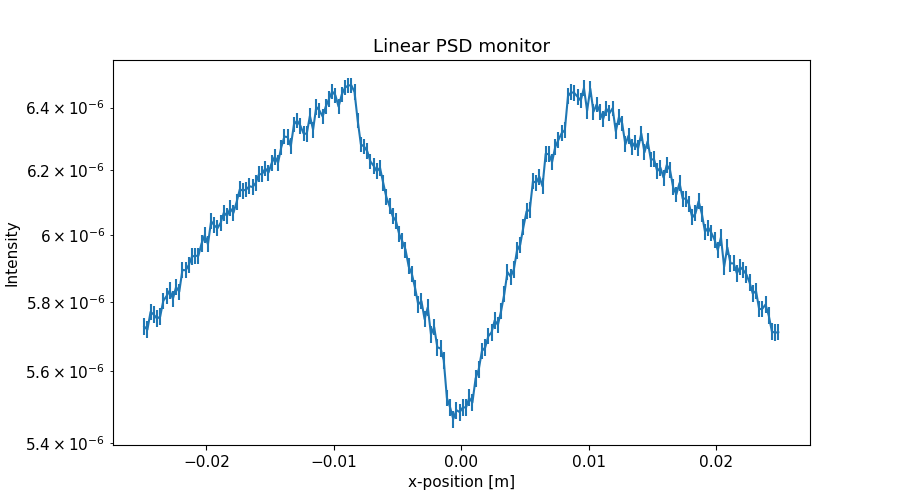 Linear PSD monitor
Intensity
6.4 × 10⁻⁶
6.2 × 10⁻⁶
6 × 10⁻⁶
5.8 × 10⁻⁶
5.6 × 10⁻⁶
5.4 × 10⁻⁶
−0.02 −0.01 0.00 0.01 0.02
x-position [m]